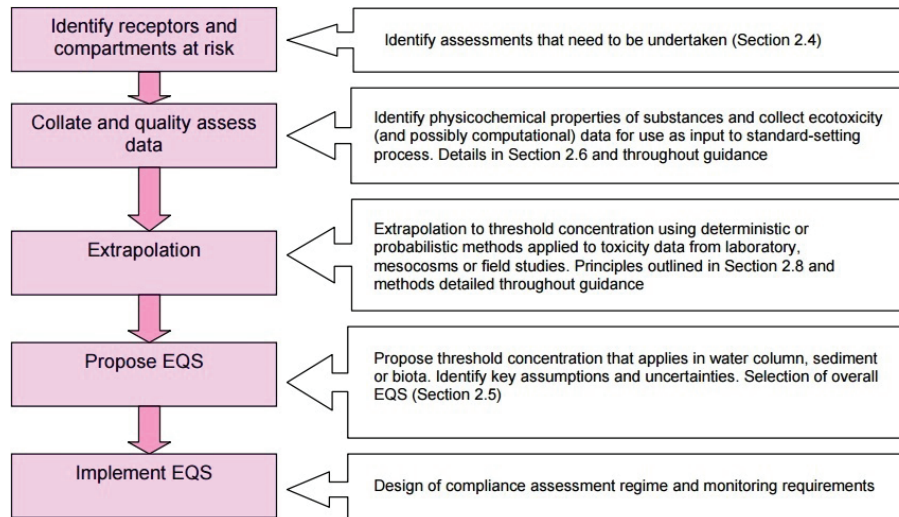 Identify receptors and
compartments at risk
Identify assessments that need to be undertaken (Section 2.4)
Collate and quality assess
data
Identify physicochemical properties of substances and collect ecotoxicity
(and possibly computational) data for use as input to standard-setting
process. Details in Section 2.6 and throughout guidance
Extrapolation
Extrapolation to threshold concentration using deterministic or
probabilistic methods applied to toxicity data from laboratory,
mesocosms or field studies. Principles outlined in Section 2.8 and
methods detailed throughout guidance
Propose EQS
Propose threshold concentration that applies in water column, sediment
or biota. Identify key assumptions and uncertainties. Selection of overall
EQS (Section 2.5)
Implement EQS
Design of compliance assessment regime and monitoring requirements